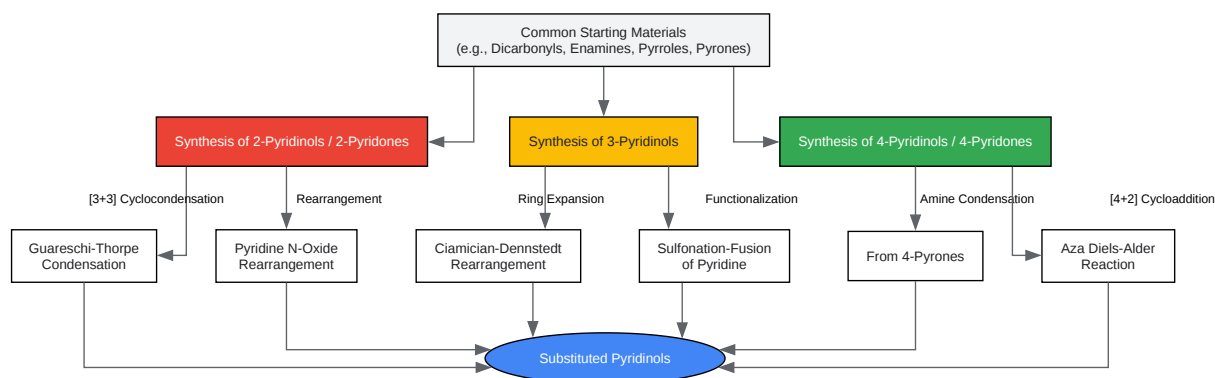 Common Starting Materials
(e.g., Dicarbonyls, Enamines, Pyrroles, Pyrones)
Synthesis of 2-Pyridinols / 2-Pyridones
Synthesis of 3-Pyridinols
Synthesis of 4-Pyridinols / 4-Pyridones
[3+3] Cyclocondensation
Rearrangement
Ring Expansion
Functionalization
Amine Condensation
[4+2] Cycloaddition
Guareschi-Thorpe
Condensation
Pyridine N-Oxide
Rearrangement
Ciamician-Dennstedt
Rearrangement
Sulfonation-Fusion
of Pyridine
From 4-Pyrones
Aza Diels-Alder
Reaction
Substituted Pyridinols